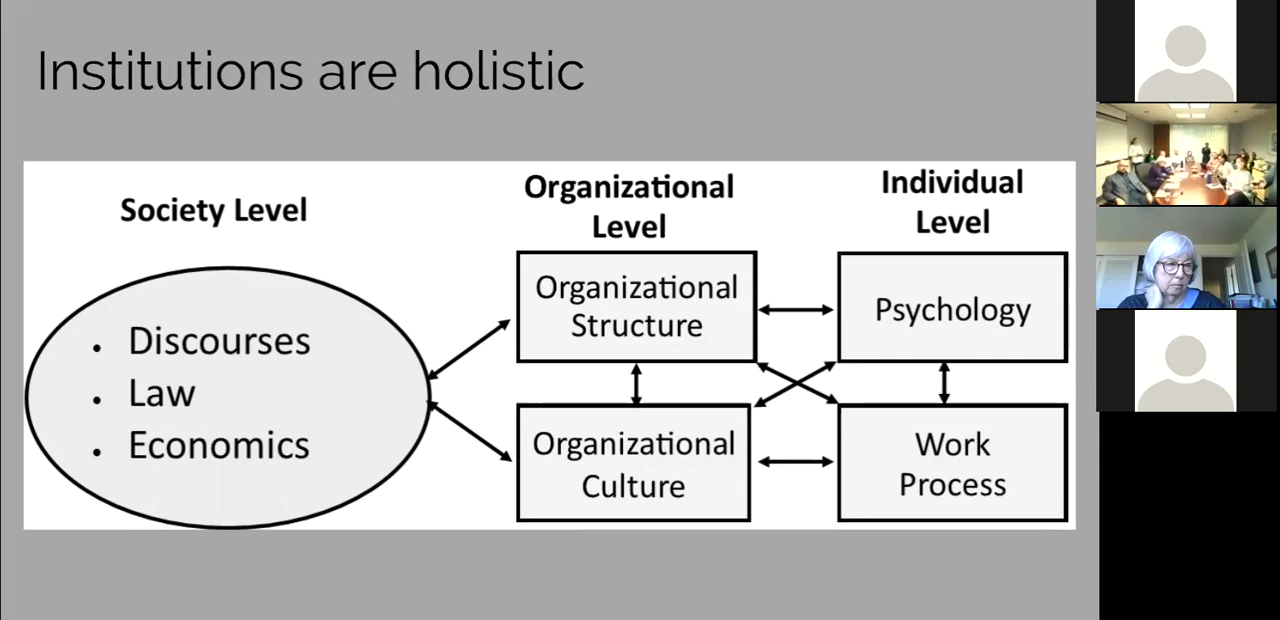 Institutions are holistic
Society Level
Organizational
Level
Individual
Level
• Discourses
• Law
• Economics
Organizational
Structure
Psychology
Organizational
Culture
Work
Process